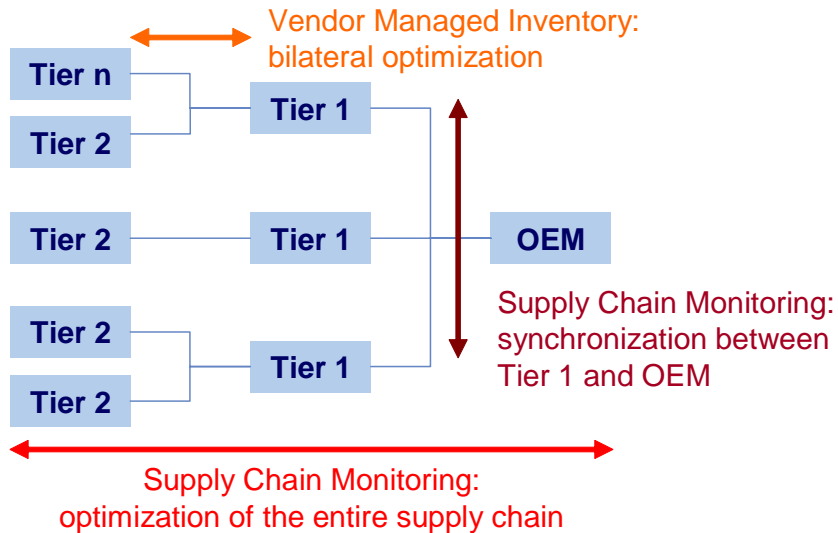 Vendor Managed Inventory:
bilateral optimization
Tier n
Tier 1
Tier 2
Tier 2
Tier 1
OEM
Supply Chain Monitoring:
synchronization between
Tier 1 and OEM
Tier 2
Tier 1
Tier 2
Supply Chain Monitoring:
optimization of the entire supply chain